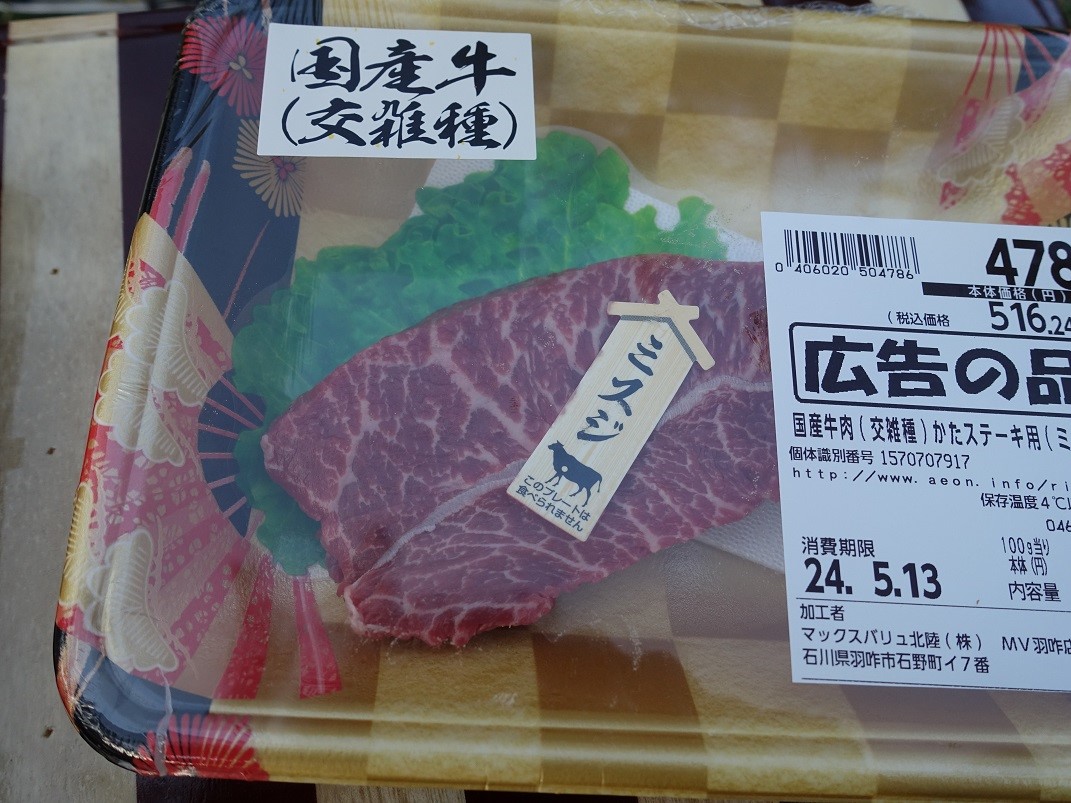 国産牛
(交雑種)
ミスジ
このプレートは
食べられません
0 406020 504786
478
本体価格(円)
(税込価格
516.24
広告の品
国産牛肉(交雑種)かたステーキ用(ミ
個体識別番号 1570707917
http://www.aeon.info/ri
保存温度4℃以
046
消費期限
24. 5.13
100g当り
本体(円)
内容量
加工者
マックスバリュ北陸(株) MV羽咋店
石川県羽咋市石野町イ7番